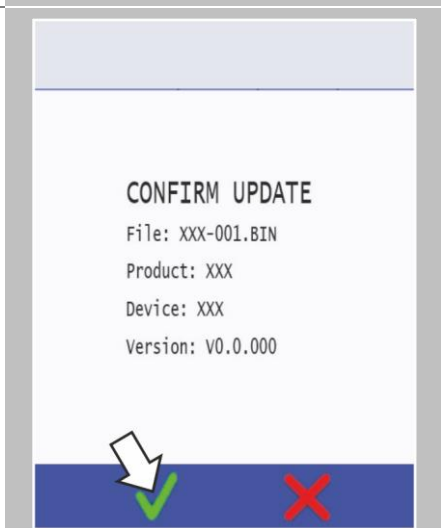 CONFIRM UPDATE
File: XXX-001.BIN
Product: XXX
Device: XXX
Version: V0.0.000